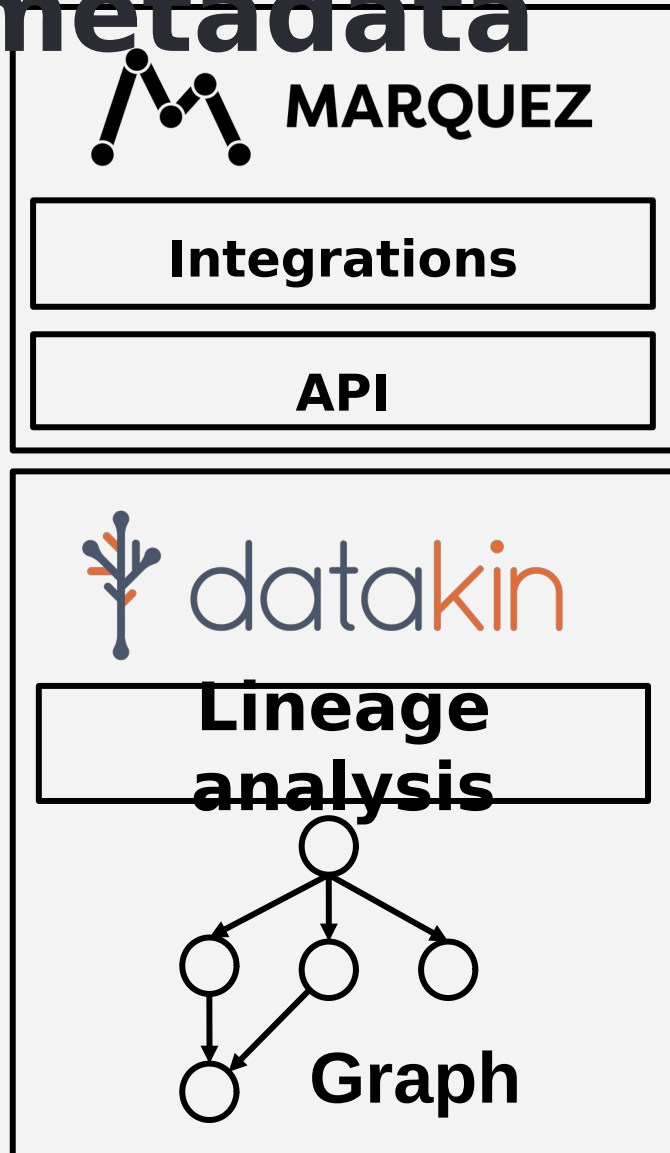 metadata
MARQUEZ
Integrations
API
datakin
Lineage
analysis
Graph